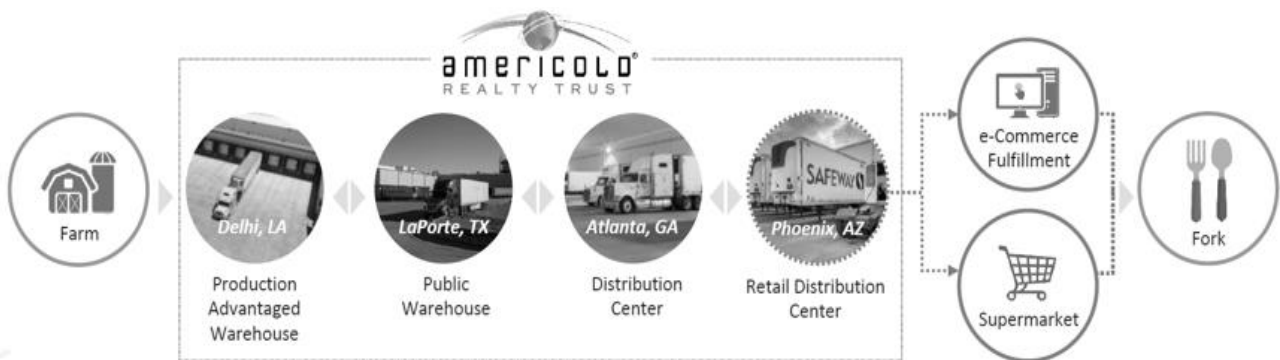 americold®
REALTY TRUST
Farm
Delhi, LA
Production
Advantaged
Warehouse
LaPorte, TX
Public
Warehouse
Atlanta, GA
Distribution
Center
SAFEWAY
Phoenix, AZ
Retail Distribution
Center
e-Commerce
Fulfillment
Supermarket
Fork